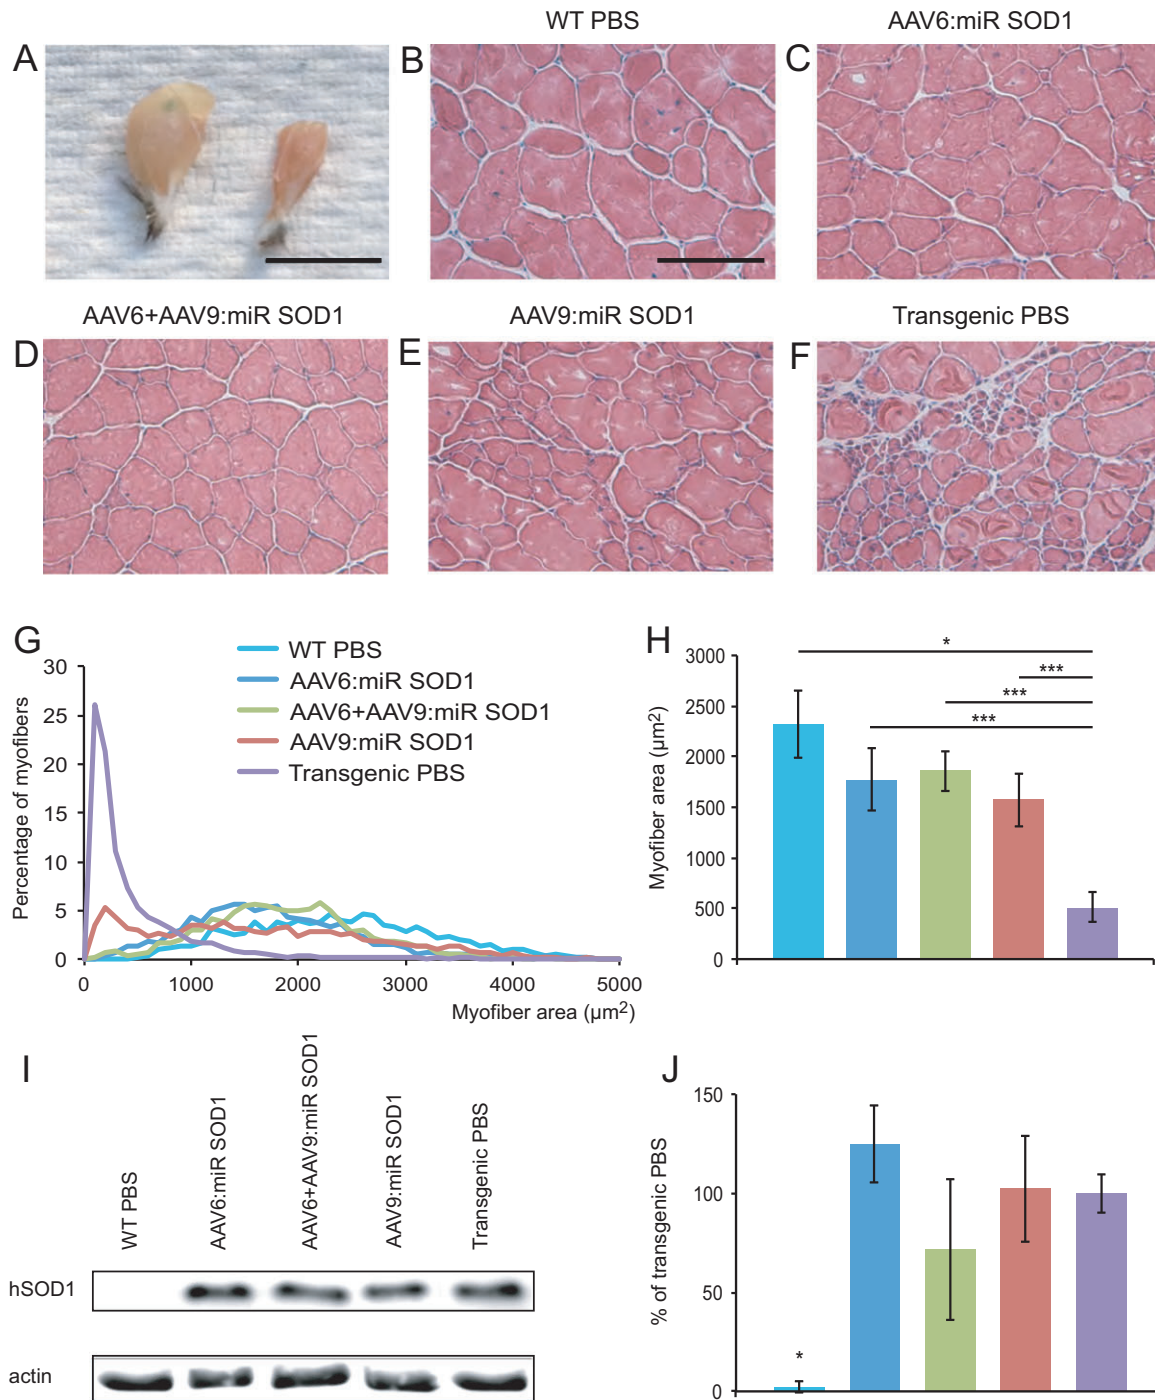 WT PBS
AAV6:miR SOD1
A
B
C
AAV6+AAV9:miR SOD1
AAV9:miR SOD1
Transgenic PBS
D
E
F
G
WT PBS
AAV6:miR SOD1
AAV6+AAV9:miR SOD1
AAV9:miR SOD1
Transgenic PBS
Percentage of myofibers
30
25
20
15
10
5
0
0
1000
2000
3000
4000
5000
Myofiber area (µm²)
H
Myofiber area (µm²)
3000
2500
2000
1500
1000
500
0
*
***
***
***
I
WT PBS
AAV6:miR SOD1
AAV6+AAV9:miR SOD1
AAV9:miR SOD1
Transgenic PBS
hSOD1
actin
J
% of transgenic PBS
150
100
50
0
*